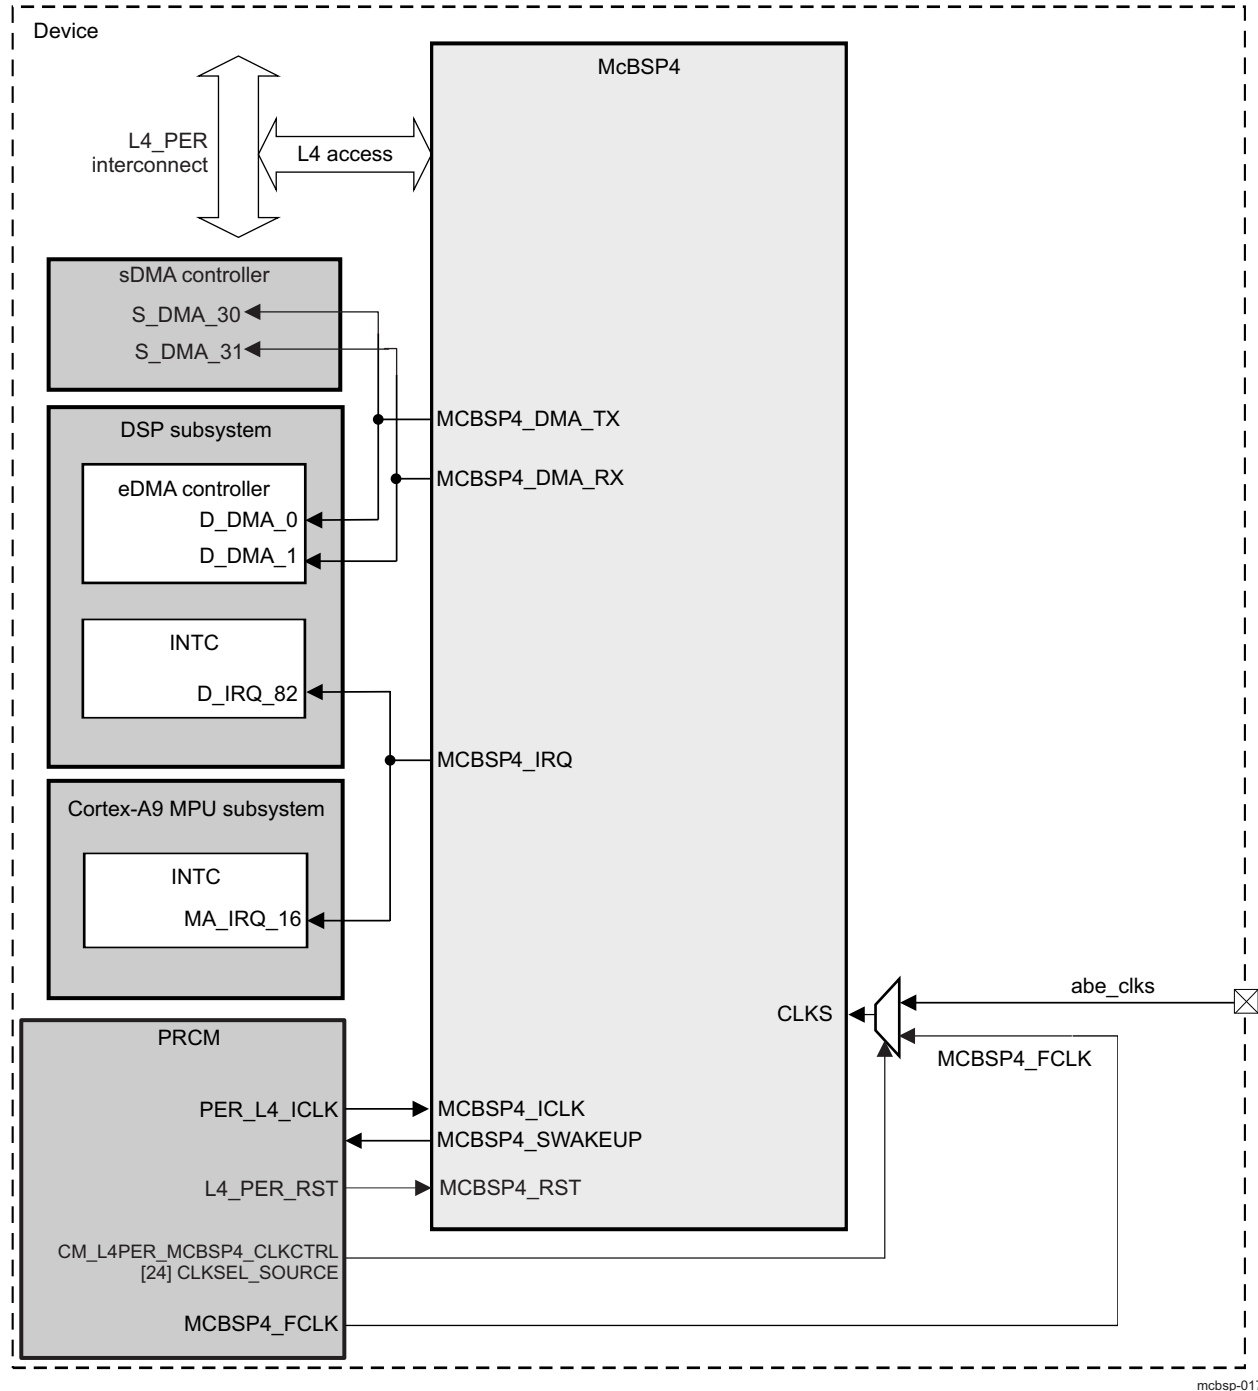 Device
McBSP4
L4_PER
interconnect
L4 access
sDMA controller
S_DMA_30
S_DMA_31
MCBSP4_DMA_TX
DSP subsystem
MCBSP4_DMA_RX
eDMA controller
D_DMA_0
D_DMA_1
INTC
D_IRQ_82
MCBSP4_IRQ
Cortex-A9 MPU subsystem
INTC
MA_IRQ_16
abe_clks
CLKS
PRCM
MCBSP4_FCLK
PER_L4_ICLK
MCBSP4_ICLK
MCBSP4_SWAKEUP
L4_PER_RST
MCBSP4_RST
CM_L4PER_MCBSP4_CLKCTRL
[24] CLKSEL_SOURCE
MCBSP4_FCLK
mcbsp-017